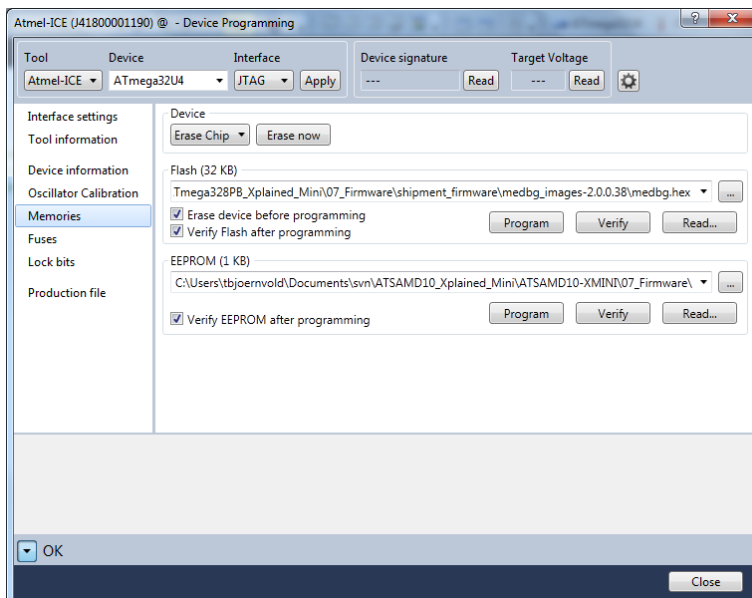 Atmel-ICE (J41800001190) @ - Device Programming
Tool Device Interface Device signature Target Voltage
Atmel-ICE ATmega32U4 JTAG Apply --- Read --- Read
Interface settings
Tool information
Device information
Oscillator Calibration
Memories
Fuses
Lock bits
Production file
Device
Erase Chip Erase now
Flash (32 KB)
Tmega328PB_Xplained_Mini\07_Firmware\shipment_firmware\medbg_images-2.0.0.38\medbg.hex ...
Erase device before programming
Verify Flash after programming
Program Verify Read...
EEPROM (1 KB)
C:\Users\tbjoernvold\Documents\svn\ATSAMD10_Xplained_Mini\ATSAMD10-XMINI\07_Firmware\ ...
Verify EEPROM after programming
Program Verify Read...
OK
Close